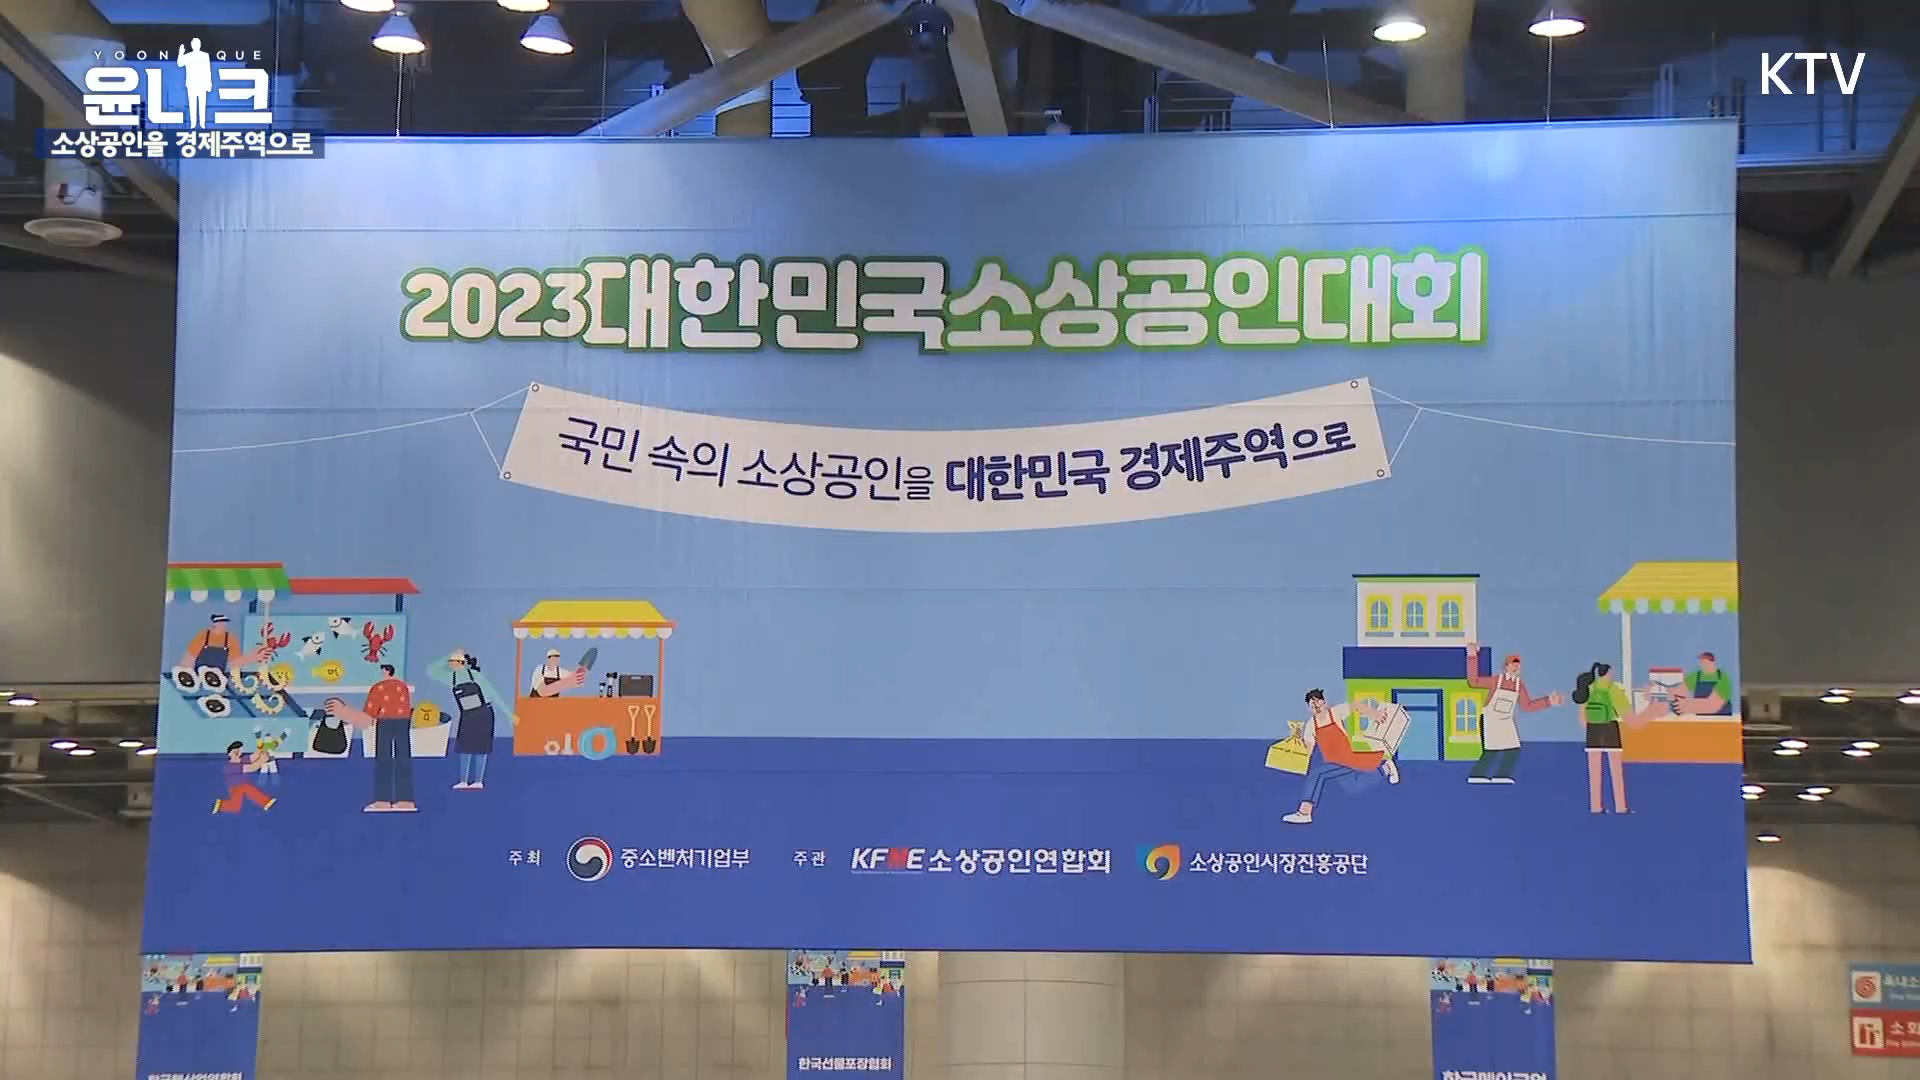 YOON QUE
윤니크
KTV
소상공인을 경제주역으로
2023대한민국소상공인대회
국민 속의 소상공인을 대한민국 경제주역으로
주최 중소벤처기업부 주관 KFME 소상공인연합회 소상공인시장진흥공단
한국선물포장협회